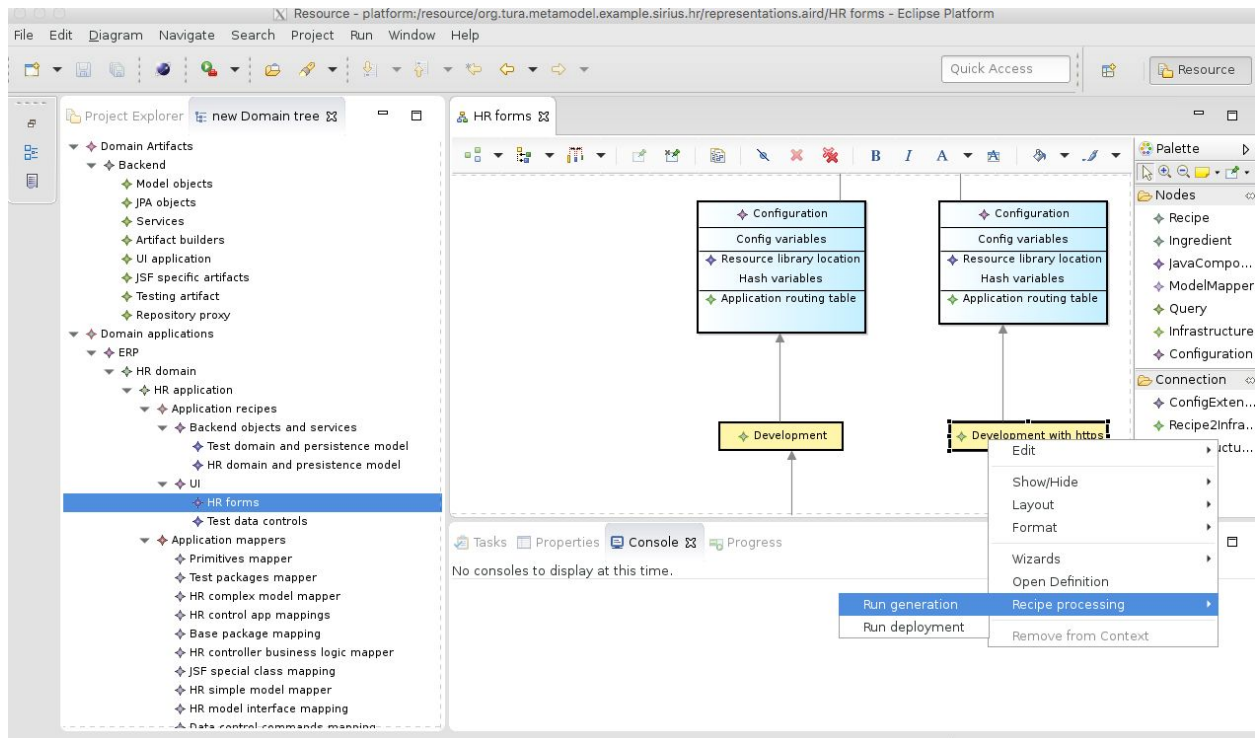 Resource - platform:/resource/org.tura.metamodel.example.sirius.hr/representations.aird/HR forms - Eclipse Platform
File Edit Diagram Navigate Search Project Run Window Help
Quick Access
Resource
Project Explorer
new Domain tree
Domain Artifacts
Backend
Model objects
JPA objects
Services
Artifact builders
UI application
JSF specific artifacts
Testing artifact
Repository proxy
Domain applications
ERP
HR domain
HR application
Application recipes
Backend objects and services
Test domain and persistence model
HR domain and presistence model
UI
HR forms
Test data controls
Application mappers
Primitives mapper
Test packages mapper
HR complex model mapper
HR control app mappings
Base package mapping
HR controller business logic mapper
JSF special class mapping
HR simple model mapper
HR model interface mapping
Data control commands mapping
HR forms
B I A
Configuration
Config variables
Resource library location
Hash variables
Application routing table
Development
Configuration
Config variables
Resource library location
Hash variables
Application routing table
Development with https
Palette
Nodes
Recipe
Ingredient
JavaCompo...
ModelMapper
Query
Infrastructure
Configuration
Connection
ConfigExten...
Recipe2Infra...
uctu...
Edit
Show/Hide
Layout
Format
Wizards
Open Definition
Recipe processing
Remove from Context
Run generation
Run deployment
Tasks
Properties
Console
Progress
No consoles to display at this time.